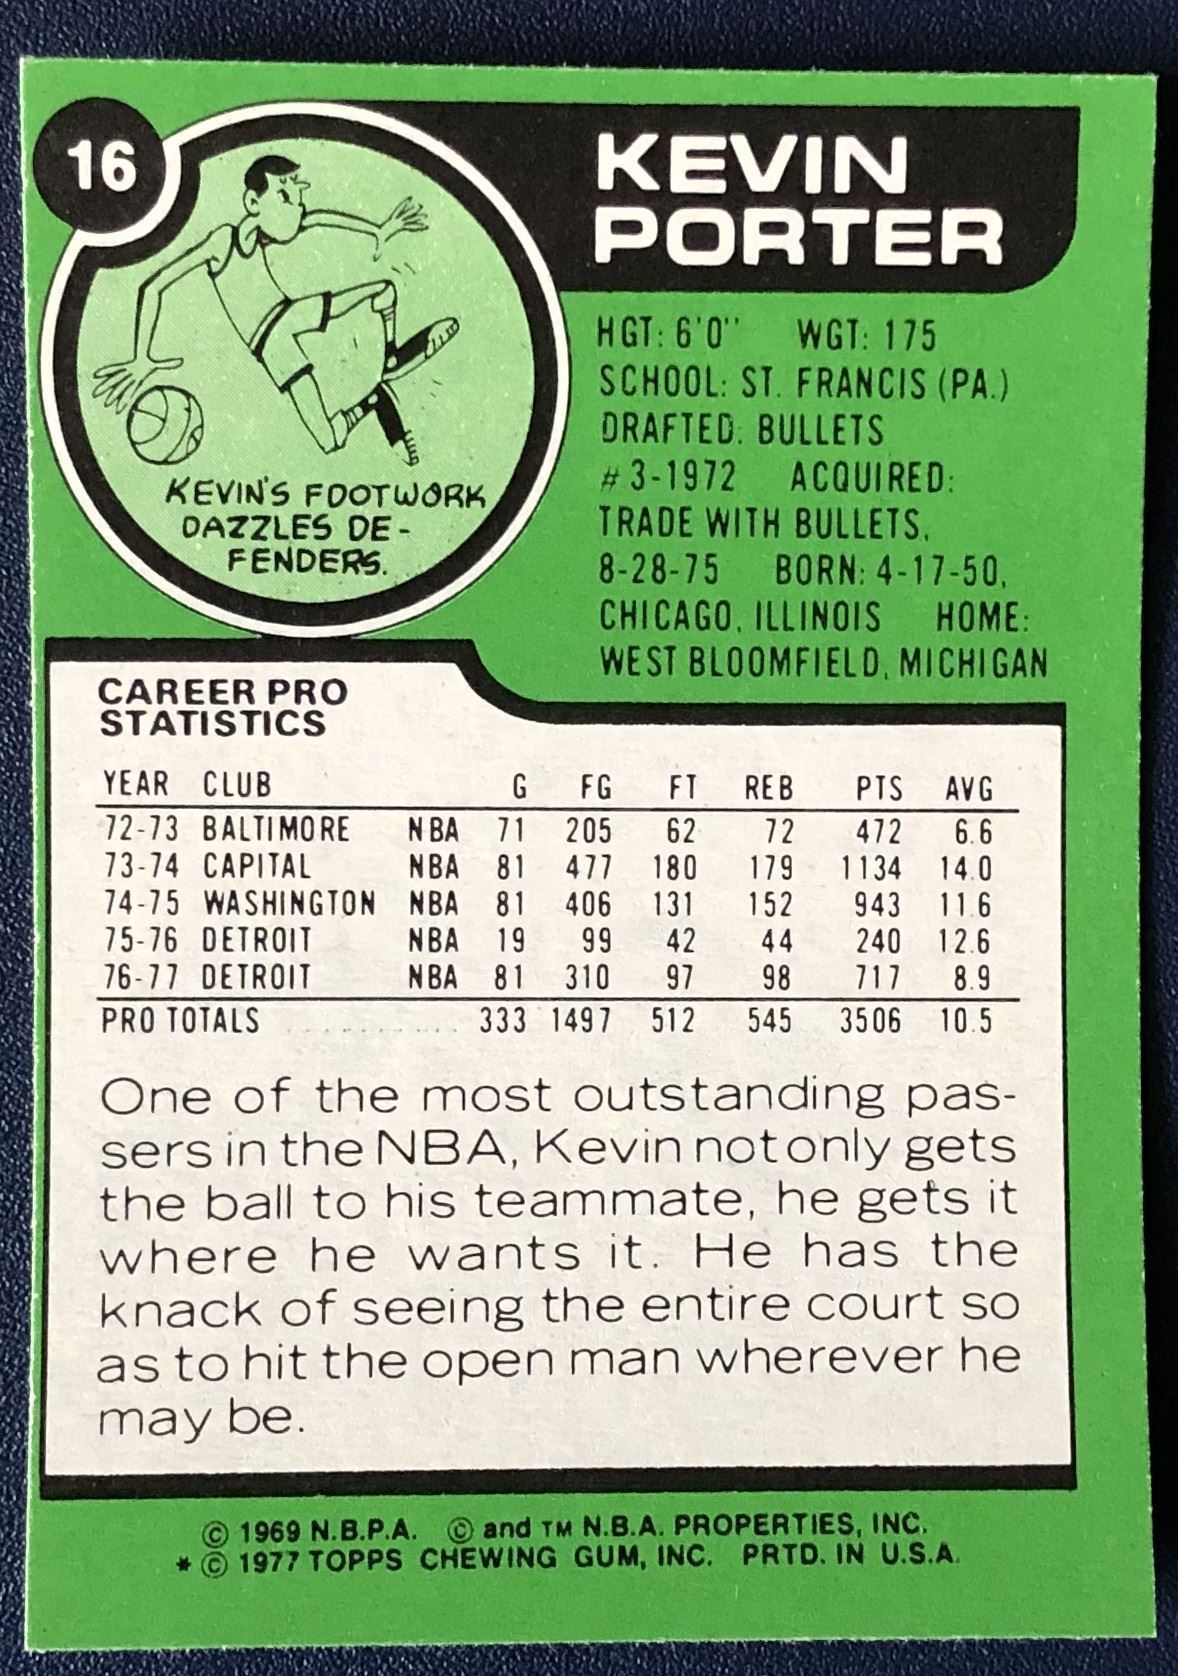 16
KEVIN
PORTER
KEVIN'S FOOTWORK
DAZZLES DE-
FENDERS.
HGT: 6'0" WGT: 175
SCHOOL: ST. FRANCIS (PA.)
DRAFTED: BULLETS
#3-1972 ACQUIRED:
TRADE WITH BULLETS,
8-28-75 BORN: 4-17-50,
CHICAGO, ILLINOIS HOME:
WEST BLOOMFIELD, MICHIGAN
CAREER PRO
STATISTICS
YEAR CLUB G FG FT REB PTS AVG
72-73 BALTIMORE NBA 71 205 62 72 472 6.6
73-74 CAPITAL NBA 81 477 180 179 1134 14.0
74-75 WASHINGTON NBA 81 406 131 152 943 11.6
75-76 DETROIT NBA 19 99 42 44 240 12.6
76-77 DETROIT NBA 81 310 97 98 717 8.9
PRO TOTALS .......... 333 1497 512 545 3506 10.5
One of the most outstanding pas-
sers in the NBA, Kevin not only gets
the ball to his teammate, he gets it
where he wants it. He has the
knack of seeing the entire court so
as to hit the open man wherever he
may be.
© 1969 N.B.P.A. © and TM N.B.A. PROPERTIES, INC.
* © 1977 TOPPS CHEWING GUM, INC. PRTD. IN U.S.A.